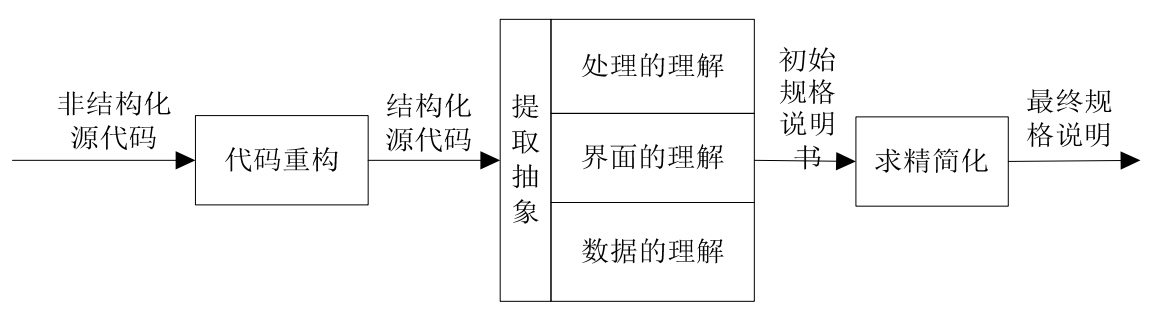 非结构化
源代码
代码重构
结构化
源代码
提
取
抽
象
处理的理解
界面的理解
数据的理解
初始
规格
说明
书
求精简化
最终规
格说明